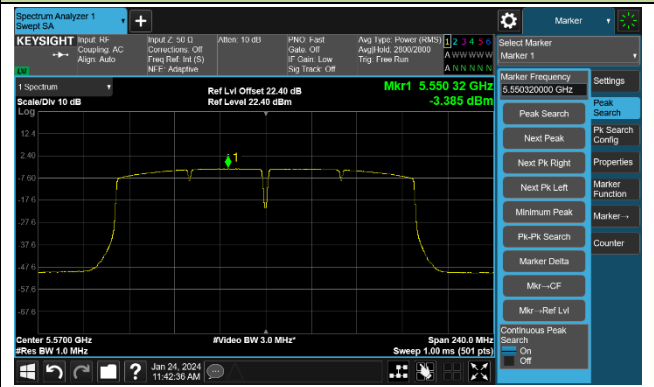 Spectrum Analyzer 1
Swept SA
+
Marker
KEYSIGHT
Input: RF
Coupling: AC
Align: Auto
Input Z: 50 Ω
Corrections: Off
Freq Ref: Int (S)
NFE: Adaptive
Atten: 10 dB
PNO: Fast
Gate: Off
IF Gain: Low
Sig Track: Off
Avg Type: Power (RMS)
Avg|Hold: 2800/2800
Trig: Free Run
1 2 3 4 5 6
A W W W W W
A N N N N N
LVI
Select Marker
Marker 1
1 Spectrum
Scale/Div 10 dB
Log
Ref Lvl Offset 22.40 dB
Ref Level 22.40 dBm
Mkr1 5.550 32 GHz
-3.385 dBm
12.4
2.40
-7.60
-17.6
-27.6
-37.6
-47.6
-57.6
-67.6
1
Center 5.5700 GHz
#Res BW 1.0 MHz
#Video BW 3.0 MHz*
Span 240.0 MHz
Sweep 1.00 ms (501 pts)
Marker Frequency
5.550320000 GHz
Peak Search
Next Peak
Next Pk Right
Next Pk Left
Minimum Peak
Pk-Pk Search
Marker Delta
Mkr→CF
Mkr→Ref Lvl
Continuous Peak
Search
On
Off
Settings
Peak
Search
Pk Search
Config
Properties
Marker
Function
Marker→
Counter
?
Jan 24, 2024
11:42:36 AM